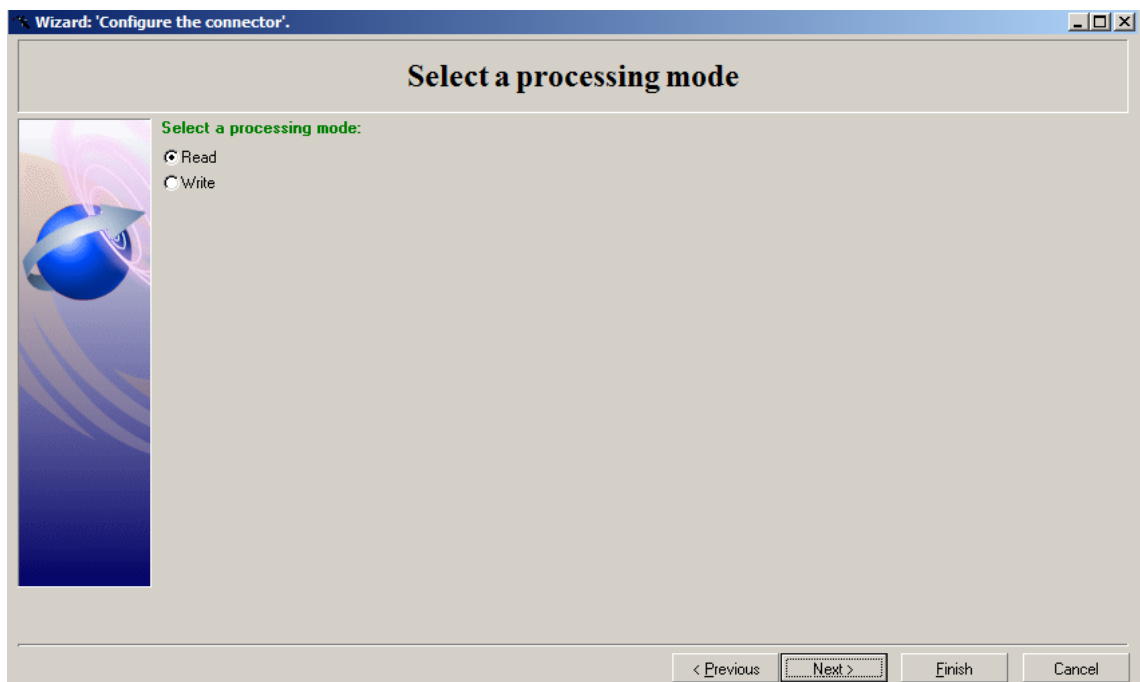 Wizard: 'Configure the connector'.
Select a processing mode
Select a processing mode:
Read
Write
< Previous Next > Finish Cancel